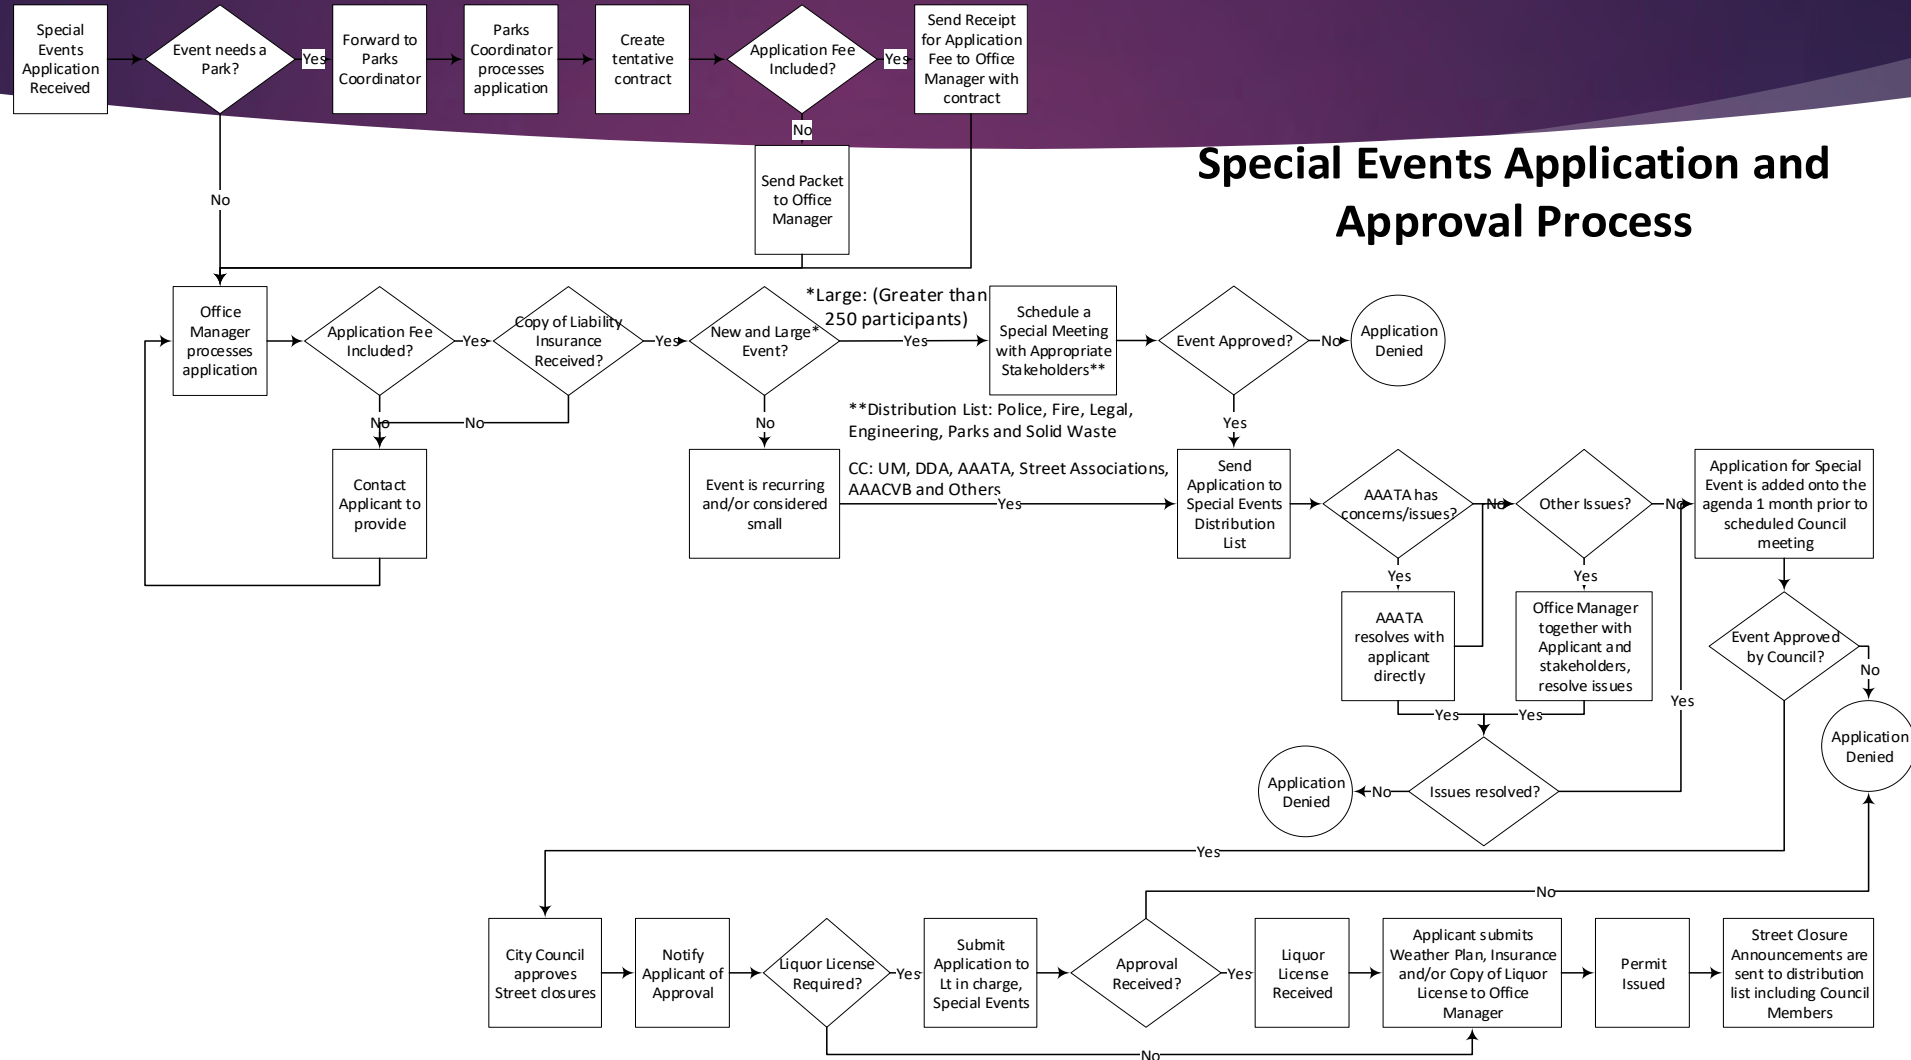 Special
Events
Application
Received
Event needs a
Park?
Yes
Forward to
Parks
Coordinator
Parks
Coordinator
processes
application
Create
tentative
contract
Application Fee
Included?
Yes
Send Receipt
for Application
Fee to Office
Manager with
contract
No
No
Send Packet
to Office
Manager
Special Events Application and
Approval Process
Office
Manager
processes
application
Application Fee
Included?
Yes
Copy of Liability
Insurance
Received?
Yes
New and Large*
Event?
*Large: (Greater than
250 participants)
Yes
Schedule a
Special Meeting
with Appropriate
Stakeholders**
Event Approved?
No
Application
Denied
No
No
No
Yes
**Distribution List: Police, Fire, Legal,
Engineering, Parks and Solid Waste
CC: UM, DDA, AAATA, Street Associations,
AAACVB and Others
Contact
Applicant to
provide
Event is recurring
and/or considered
small
Yes
Send
Application to
Special Events
Distribution
List
AAATA has
concerns/issues?
No
Other Issues?
No
Application for Special
Event is added onto the
agenda 1 month prior to
scheduled Council
meeting
Yes
Yes
AAATA
resolves with
applicant
directly
Office Manager
together with
Applicant and
stakeholders,
resolve issues
Event Approved
by Council?
No
Yes
Yes
Yes
Application
Denied
Application
Denied
No
Issues resolved?
Yes
No
City Council
approves
Street closures
Notify
Applicant of
Approval
Liquor License
Required?
Yes
Submit
Application to
Lt in charge,
Special Events
Approval
Received?
Yes
Liquor
License
Received
Applicant submits
Weather Plan, Insurance
and/or Copy of Liquor
License to Office
Manager
Permit
Issued
Street Closure
Announcements are
sent to distribution
list including Council
Members
No